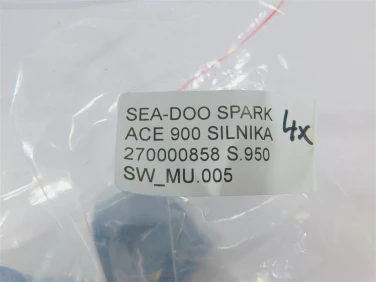 SEA-DOO SPARK
ACE 900 SILNIKA 4x
270000858 S.950
SW_MU.005